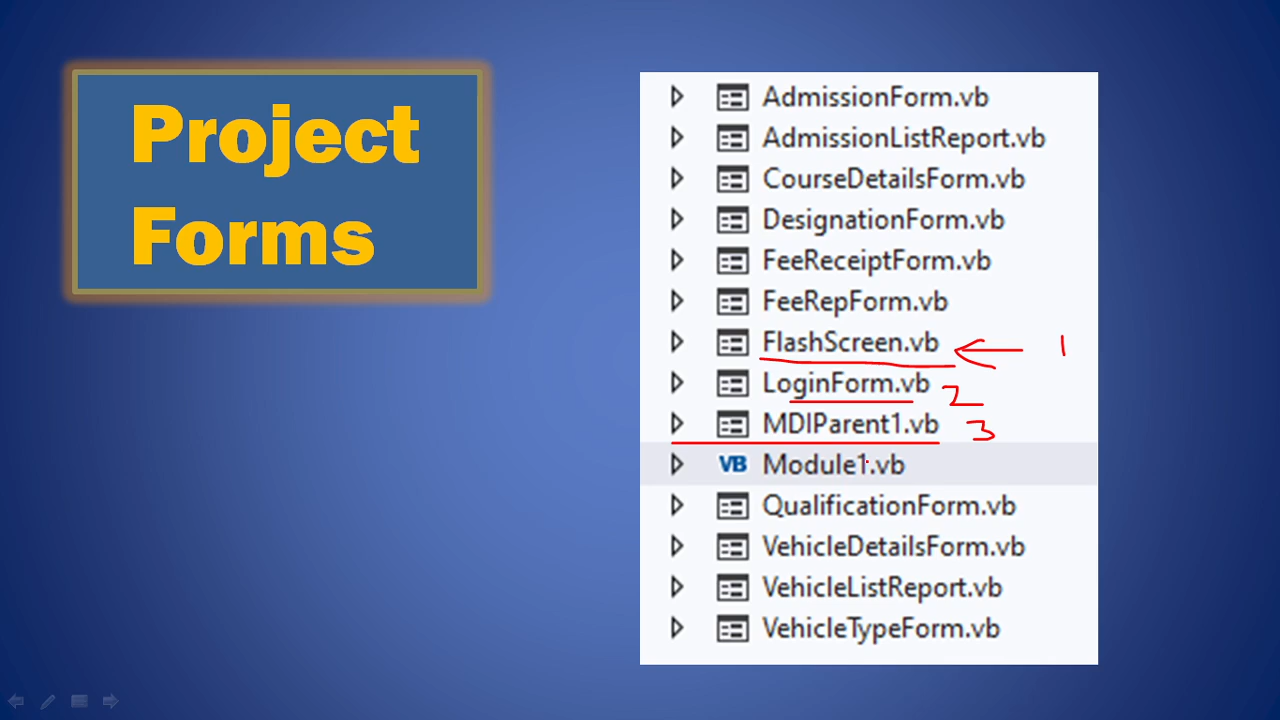 Project
Forms
AdmissionForm.vb
AdmissionListReport.vb
CourseDetailsForm.vb
DesignationForm.vb
FeeReceiptForm.vb
FeeRepForm.vb
FlashScreen.vb 1
LoginForm.vb 2
MDIParent1.vb 3
VB Module1.vb
QualificationForm.vb
VehicleDetailsForm.vb
VehicleListReport.vb
VehicleTypeForm.vb